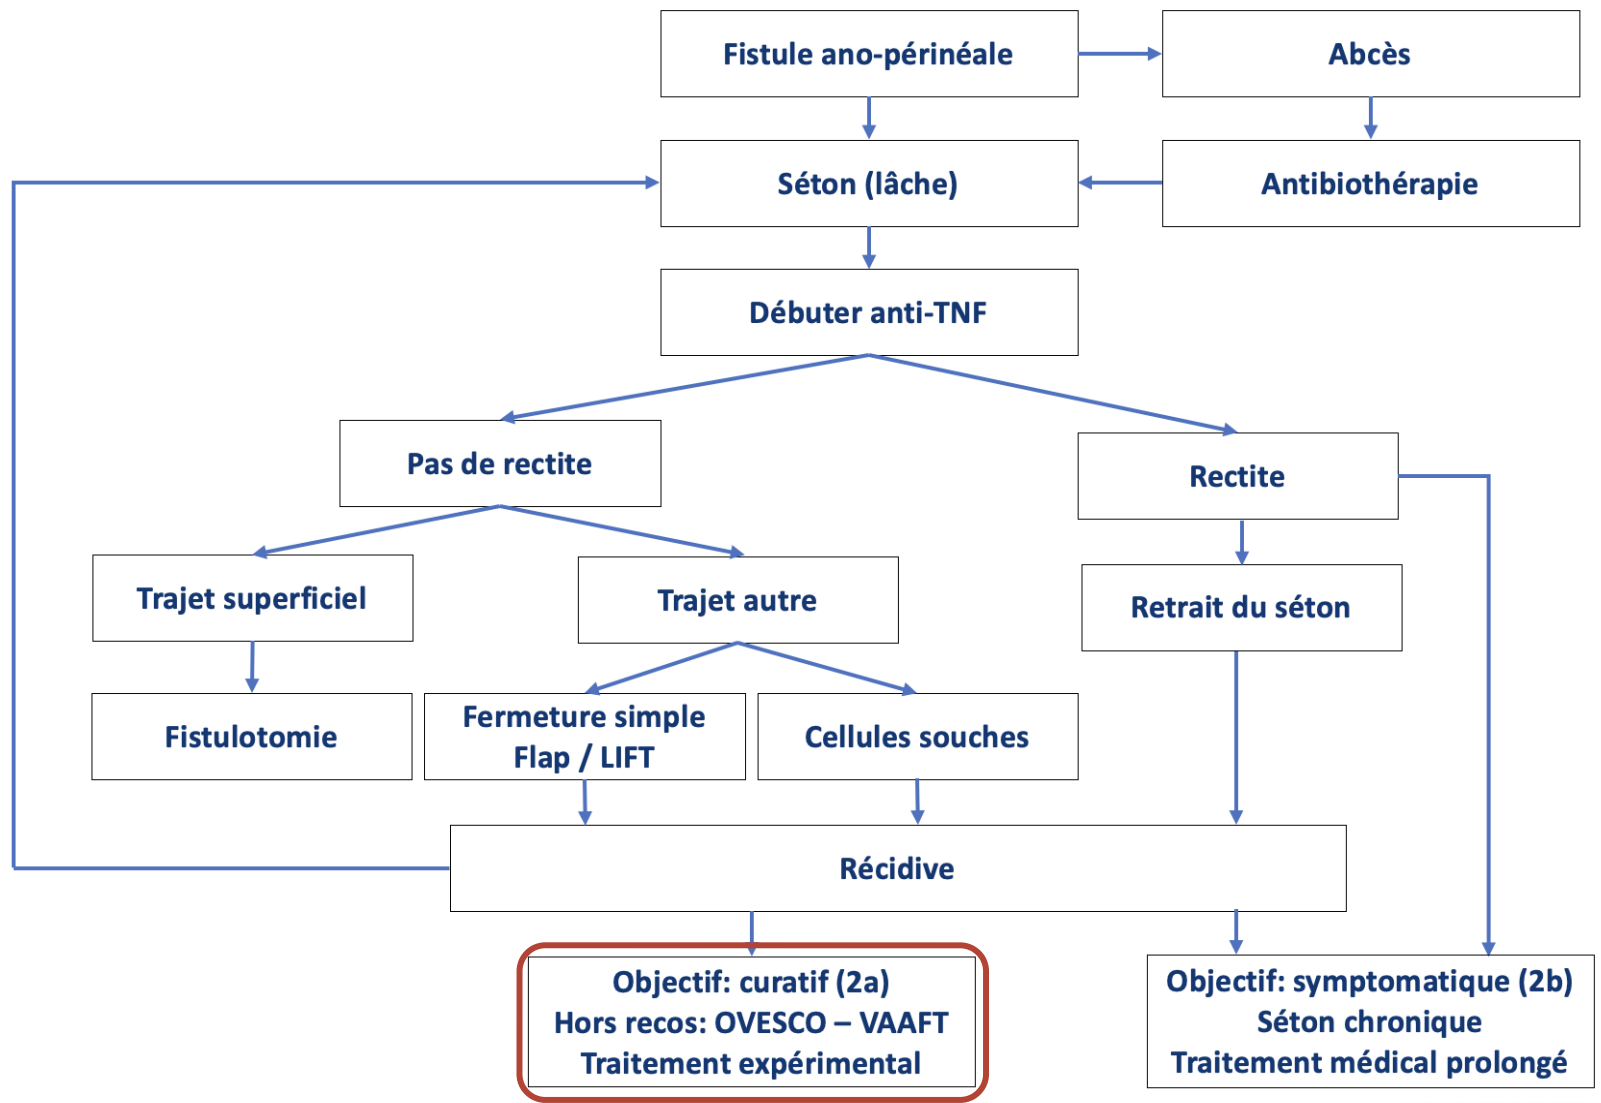 Fistule ano-périnéale
Abcès
Séton (lâche)
Antibiothérapie
Débuter anti-TNF
Pas de rectite
Rectite
Trajet superficiel
Trajet autre
Retrait du séton
Fistulotomie
Fermeture simple
Flap / LIFT
Cellules souches
Récidive
Objectif: curatif (2a)
Hors recos: OVESCO – VAAFT
Traitement expérimental
Objectif: symptomatique (2b)
Séton chronique
Traitement médical prolongé